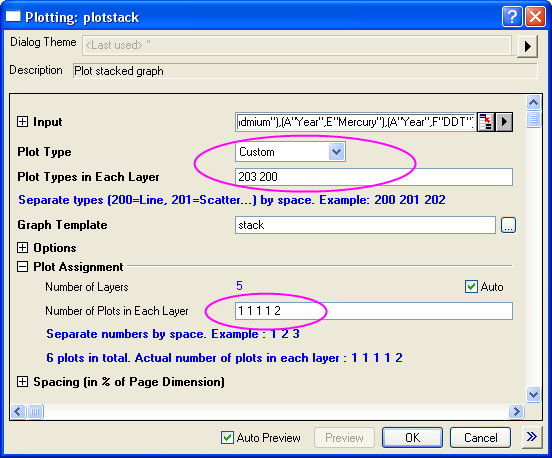 Plotting: plotstack
Dialog Theme <Last used> *
Description Plot stacked graph
Input idmium"),(A"Year",E"Mercury"),(A"Year",F"DDT")
Plot Type Custom
Plot Types in Each Layer 203 200
Separate types (200=Line, 201=Scatter...) by space. Example: 200 201 202
Graph Template stack ...
Options
Plot Assignment
Number of Layers 5 Auto
Number of Plots in Each Layer 1 1 1 1 2
Separate numbers by space. Example : 1 2 3
6 plots in total. Actual number of plots in each layer : 1 1 1 1 2
Spacing (in % of Page Dimension)
Auto Preview Preview OK Cancel